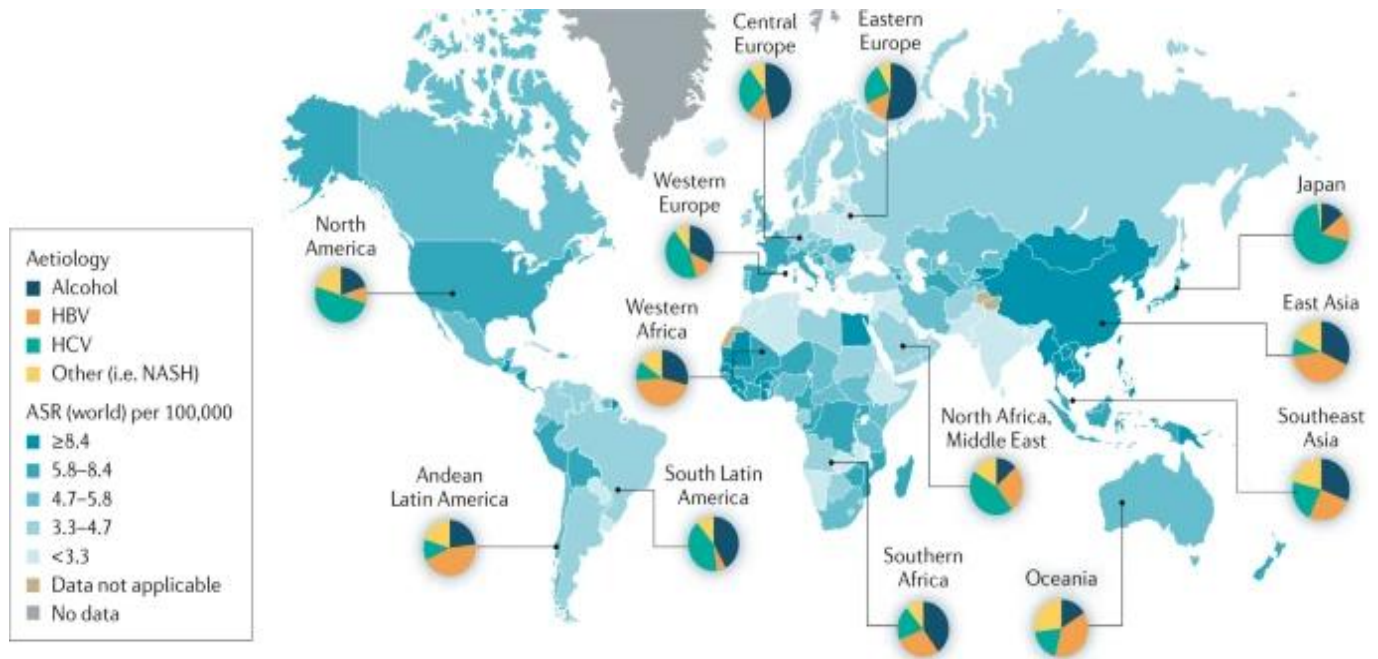 Central
Europe
Eastern
Europe
Western
Europe
Japan
North
America
East Asia
Western
Africa
North Africa,
Middle East
Southeast
Asia
Andean
Latin America
South Latin
America
Southern
Africa
Oceania
Aetiology
Alcohol
HBV
HCV
Other (i.e. NASH)
ASR (world) per 100,000
≥8.4
5.8–8.4
4.7–5.8
3.3–4.7
<3.3
Data not applicable
No data